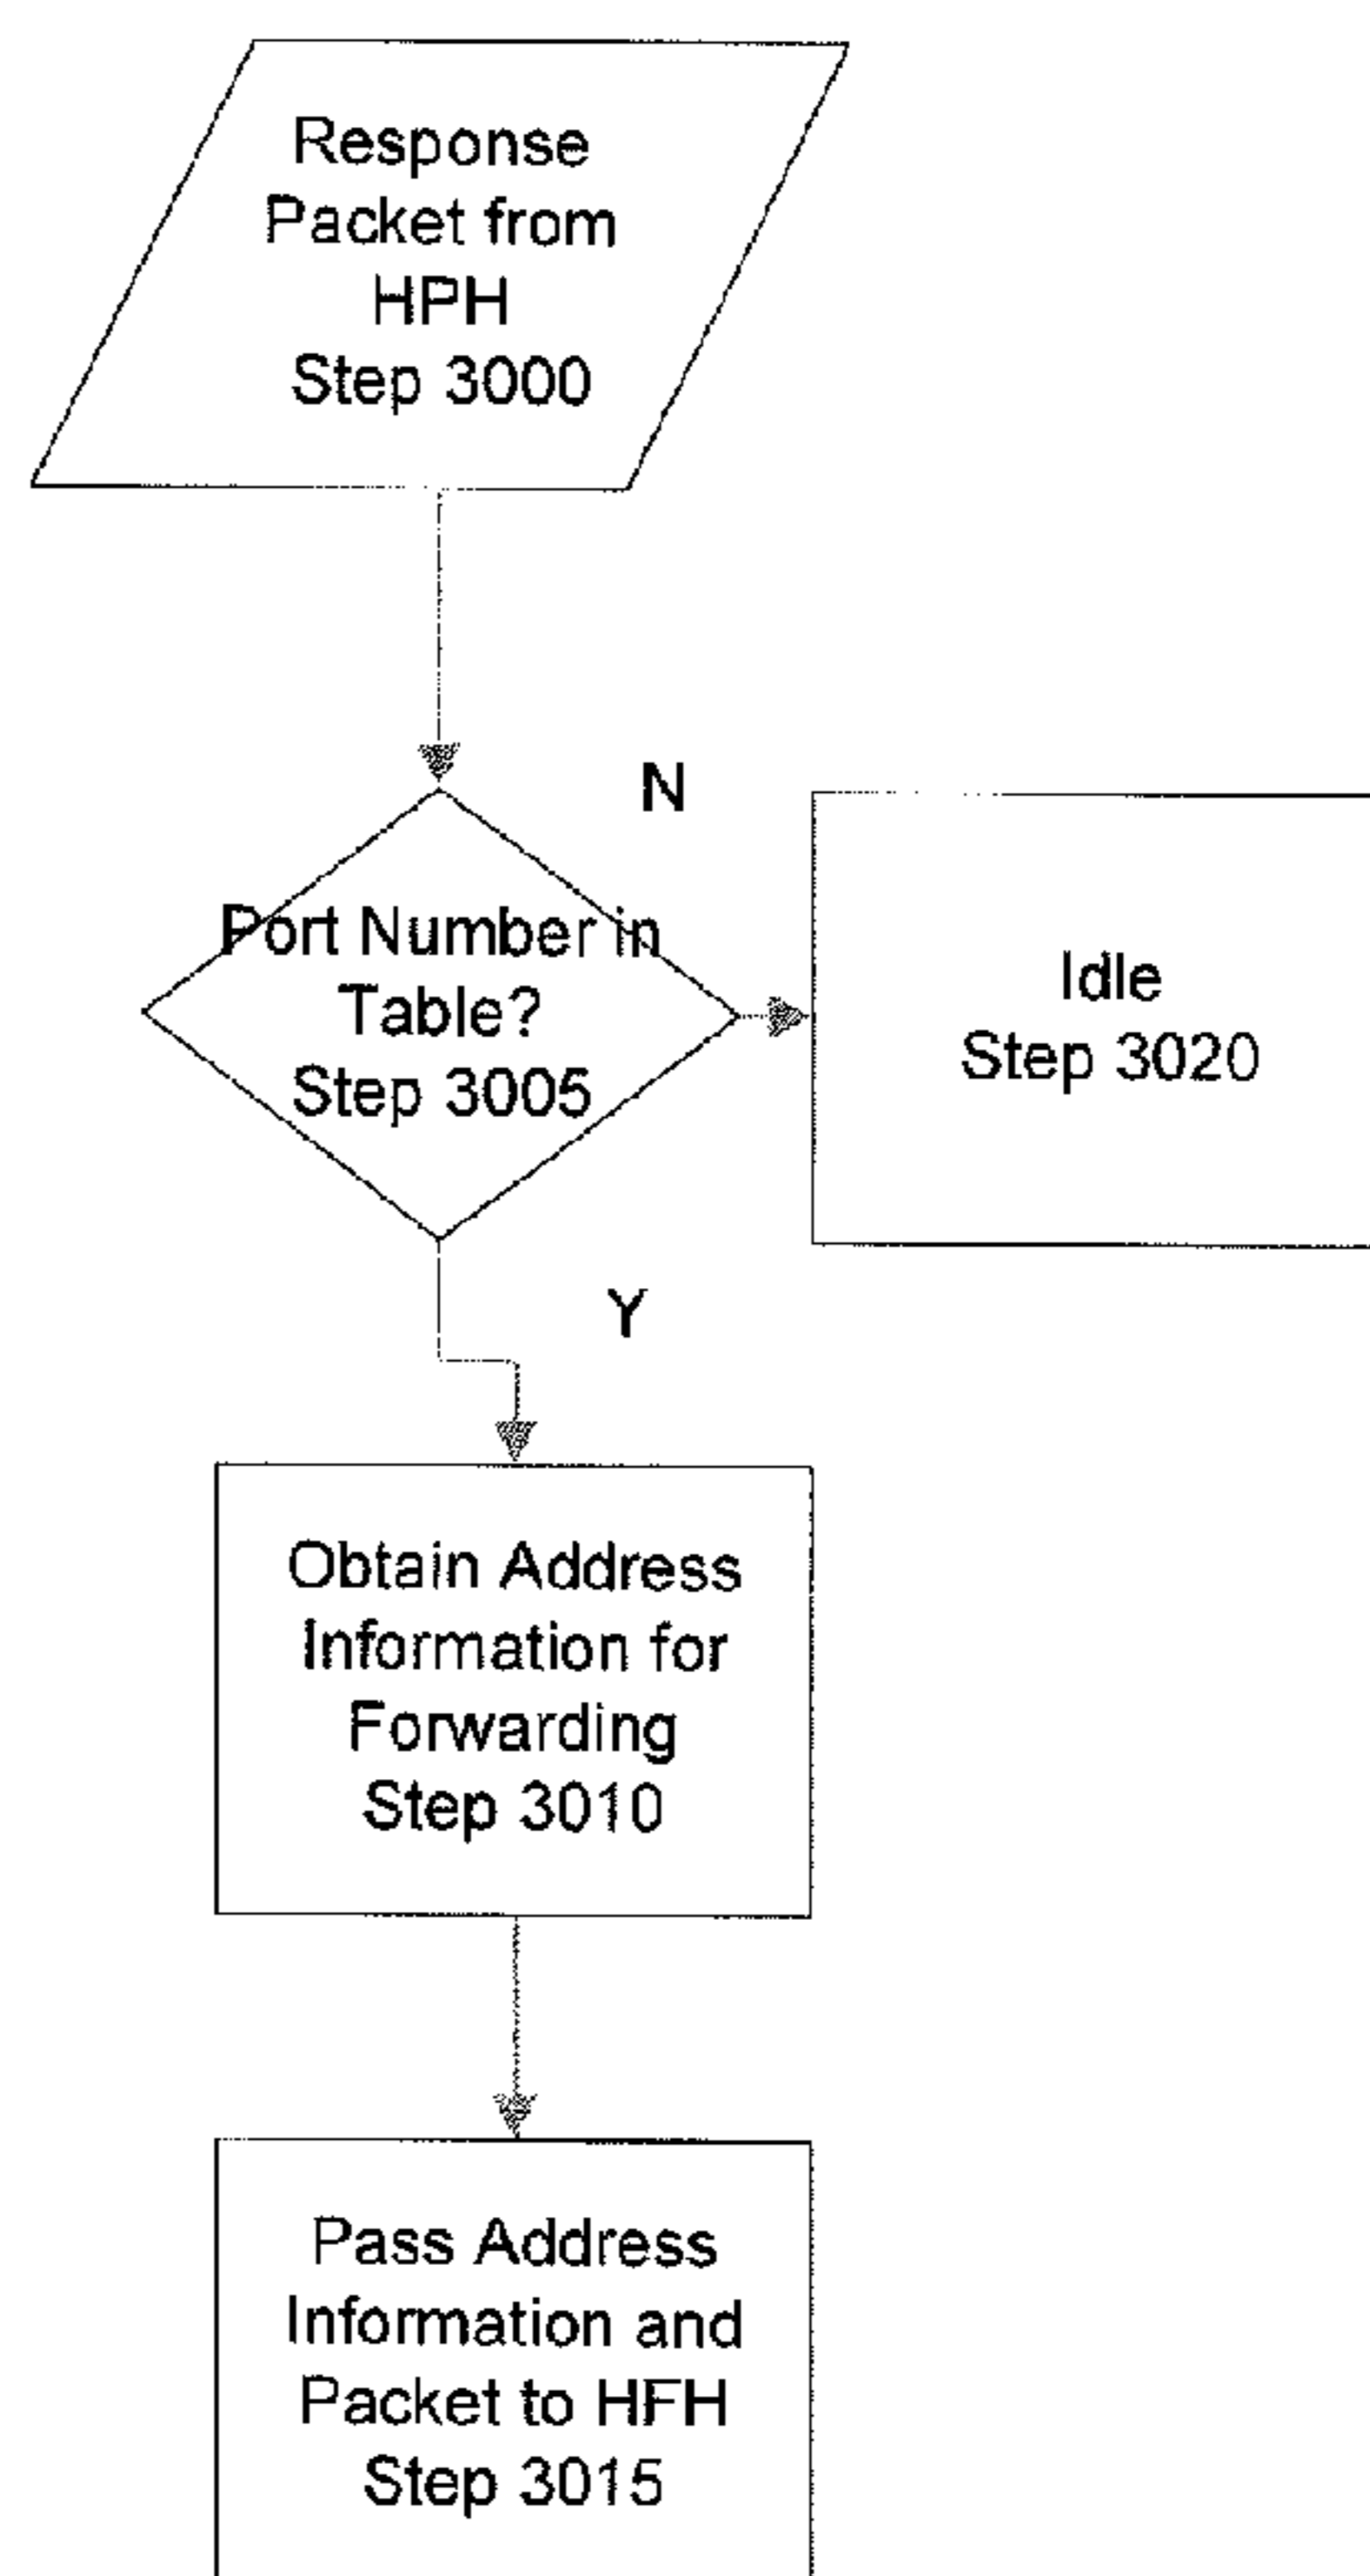 Response
Packet from
HPH
Step 3000
N
Port Number in
Table?
Step 3005
Idle
Step 3020
Y
Obtain Address
Information for
Forwarding
Step 3010
Pass Address
Information and
Packet to HFH
Step 3015